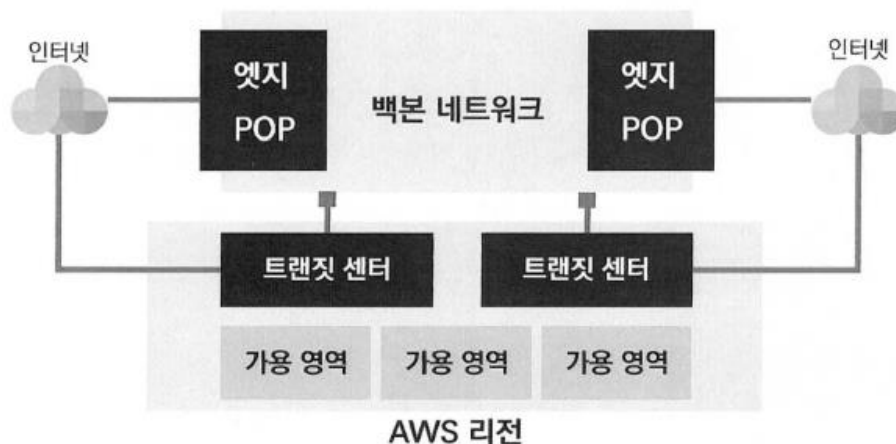 인터넷
엣지
POP
백본 네트워크
엣지
POP
인터넷
트랜짓 센터
트랜짓 센터
가용 영역
가용 영역
가용 영역
AWS 리전